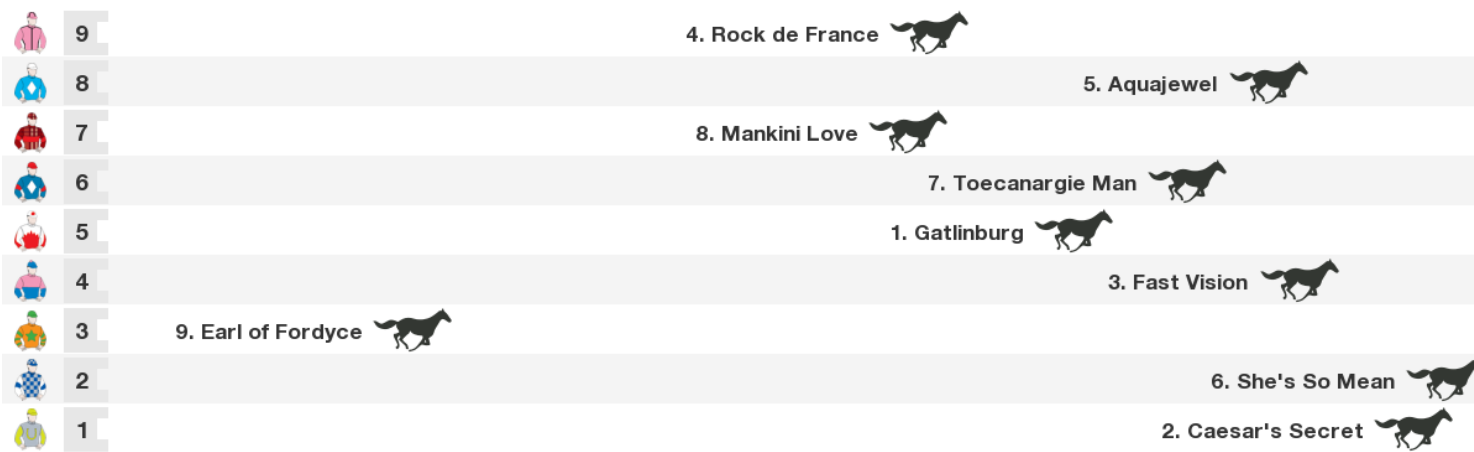 9 4. Rock de France
8 5. Aquajewel
7 8. Mankini Love
6 7. Toecanargie Man
5 1. Gatlinburg
4 3. Fast Vision
3 9. Earl of Fordyce
2 6. She's So Mean
1 2. Caesar's Secret